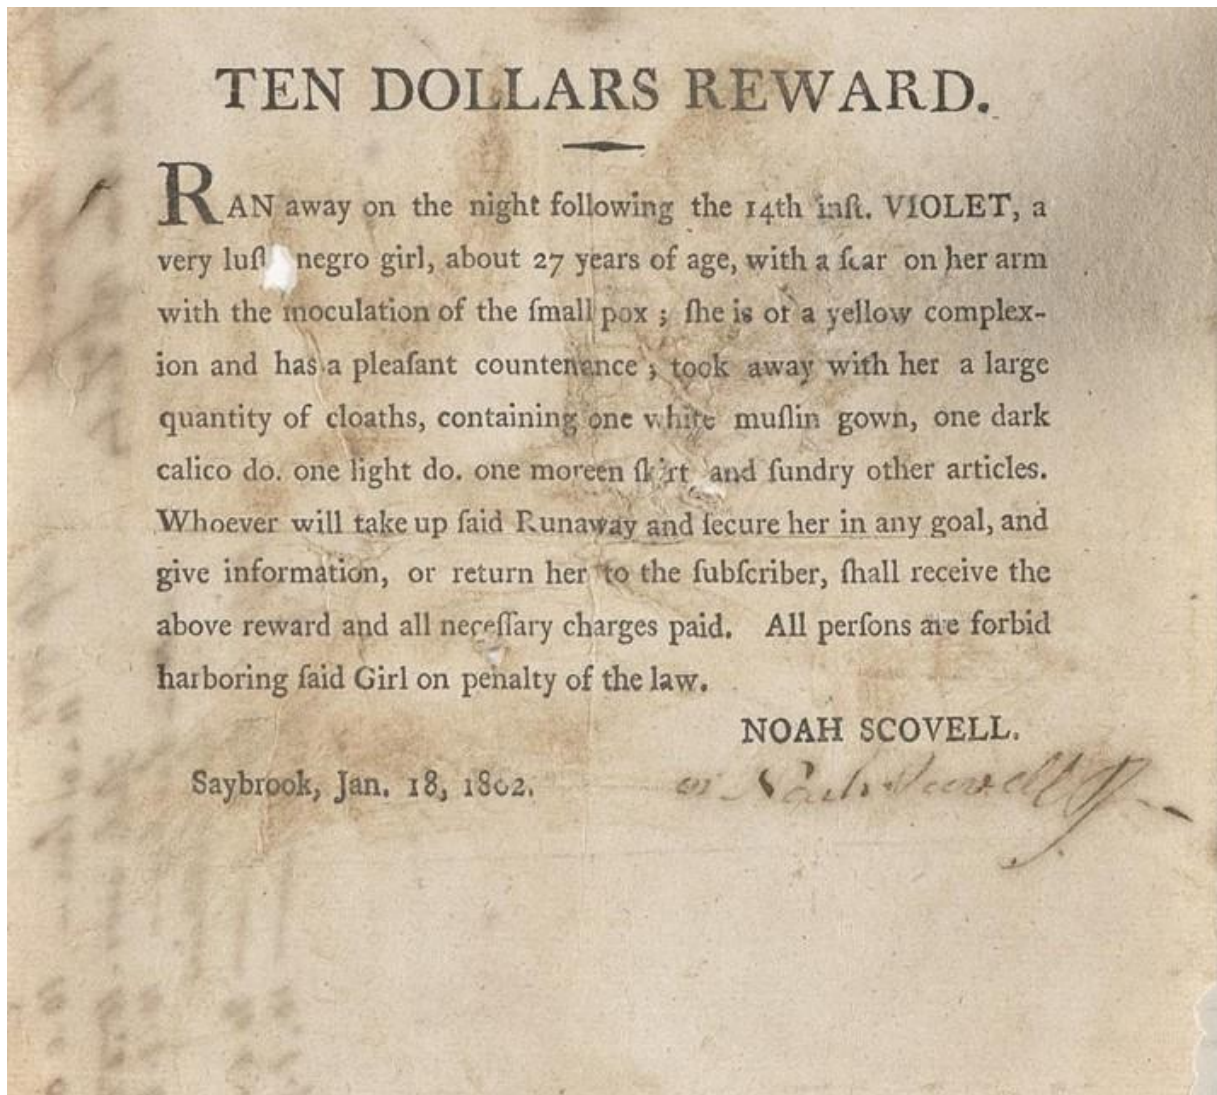 TEN DOLLARS REWARD.
RAN away on the night following the 14th inſt. VIOLET, a
very luſt negro girl, about 27 years of age, with a ſcar on her arm
with the inoculation of the ſmall pox ; ſhe is of a yellow complex-
ion and has a pleaſant countenance ; took away with her a large
quantity of cloaths, containing one white muſlin gown, one dark
calico do. one light do. one moreen ſkirt and ſundry other articles.
Whoever will take up ſaid Runaway and ſecure her in any goal, and
give information, or return her to the ſubſcriber, ſhall receive the
above reward and all neceſſary charges paid. All perſons are forbid
harboring ſaid Girl on penalty of the law.
NOAH SCOVELL.
Saybrook, Jan. 18, 1802.
Noah Scovell